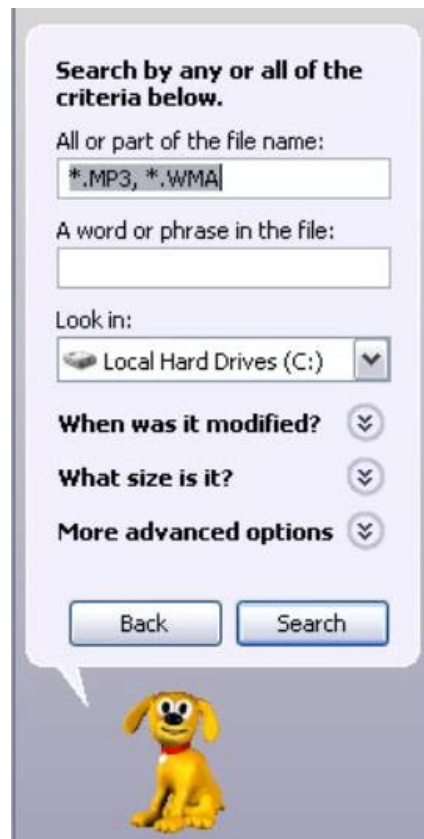 Search by any or all of the
criteria below.
All or part of the file name:
*.MP3, *.WMA
A word or phrase in the file:
Look in:
Local Hard Drives (C:)
When was it modified?
What size is it?
More advanced options
Back
Search